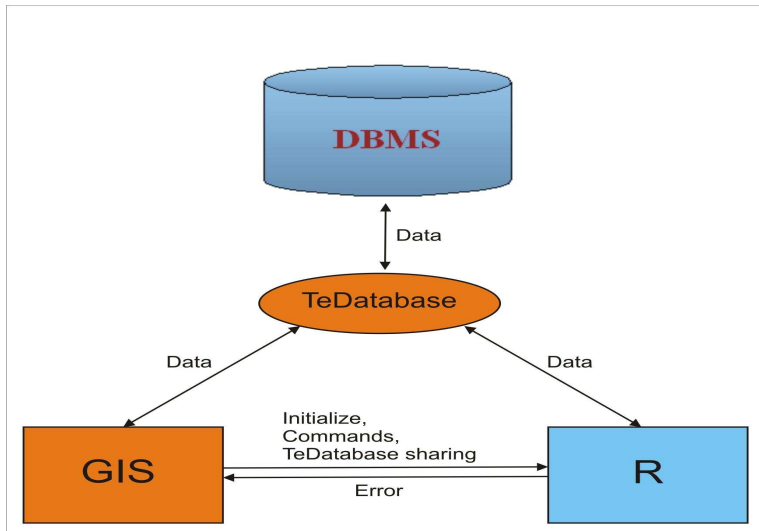 DBMS
Data
TeDatabase
Data
Data
Initialize,
Commands,
TeDatabase sharing
GIS
R
Error